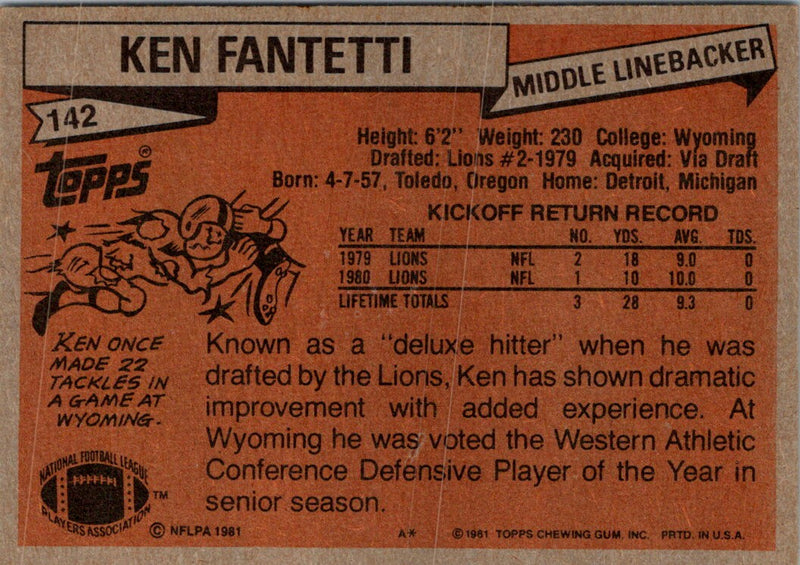 KEN FANTETTI
MIDDLE LINEBACKER
142
TOPPS®
Height: 6'2" Weight: 230 College: Wyoming
Drafted: Lions #2-1979 Acquired: Via Draft
Born: 4-7-57, Toledo, Oregon Home: Detroit, Michigan
KICKOFF RETURN RECORD
YEAR TEAM NO. YDS. AVG. TDS.
1979 LIONS NFL 2 18 9.0 0
1980 LIONS NFL 1 10 10.0 0
LIFETIME TOTALS 3 28 9.3 0
KEN ONCE
MADE 22
TACKLES IN
A GAME AT
WYOMING.
Known as a "deluxe hitter" when he was
drafted by the Lions, Ken has shown dramatic
improvement with added experience. At
Wyoming he was voted the Western Athletic
Conference Defensive Player of the Year in
senior season.
NATIONAL FOOTBALL LEAGUE
PLAYERS ASSOCIATION
TM
© NFLPA 1981
A*
© 1981 TOPPS CHEWING GUM, INC. PRTD. IN U.S.A.